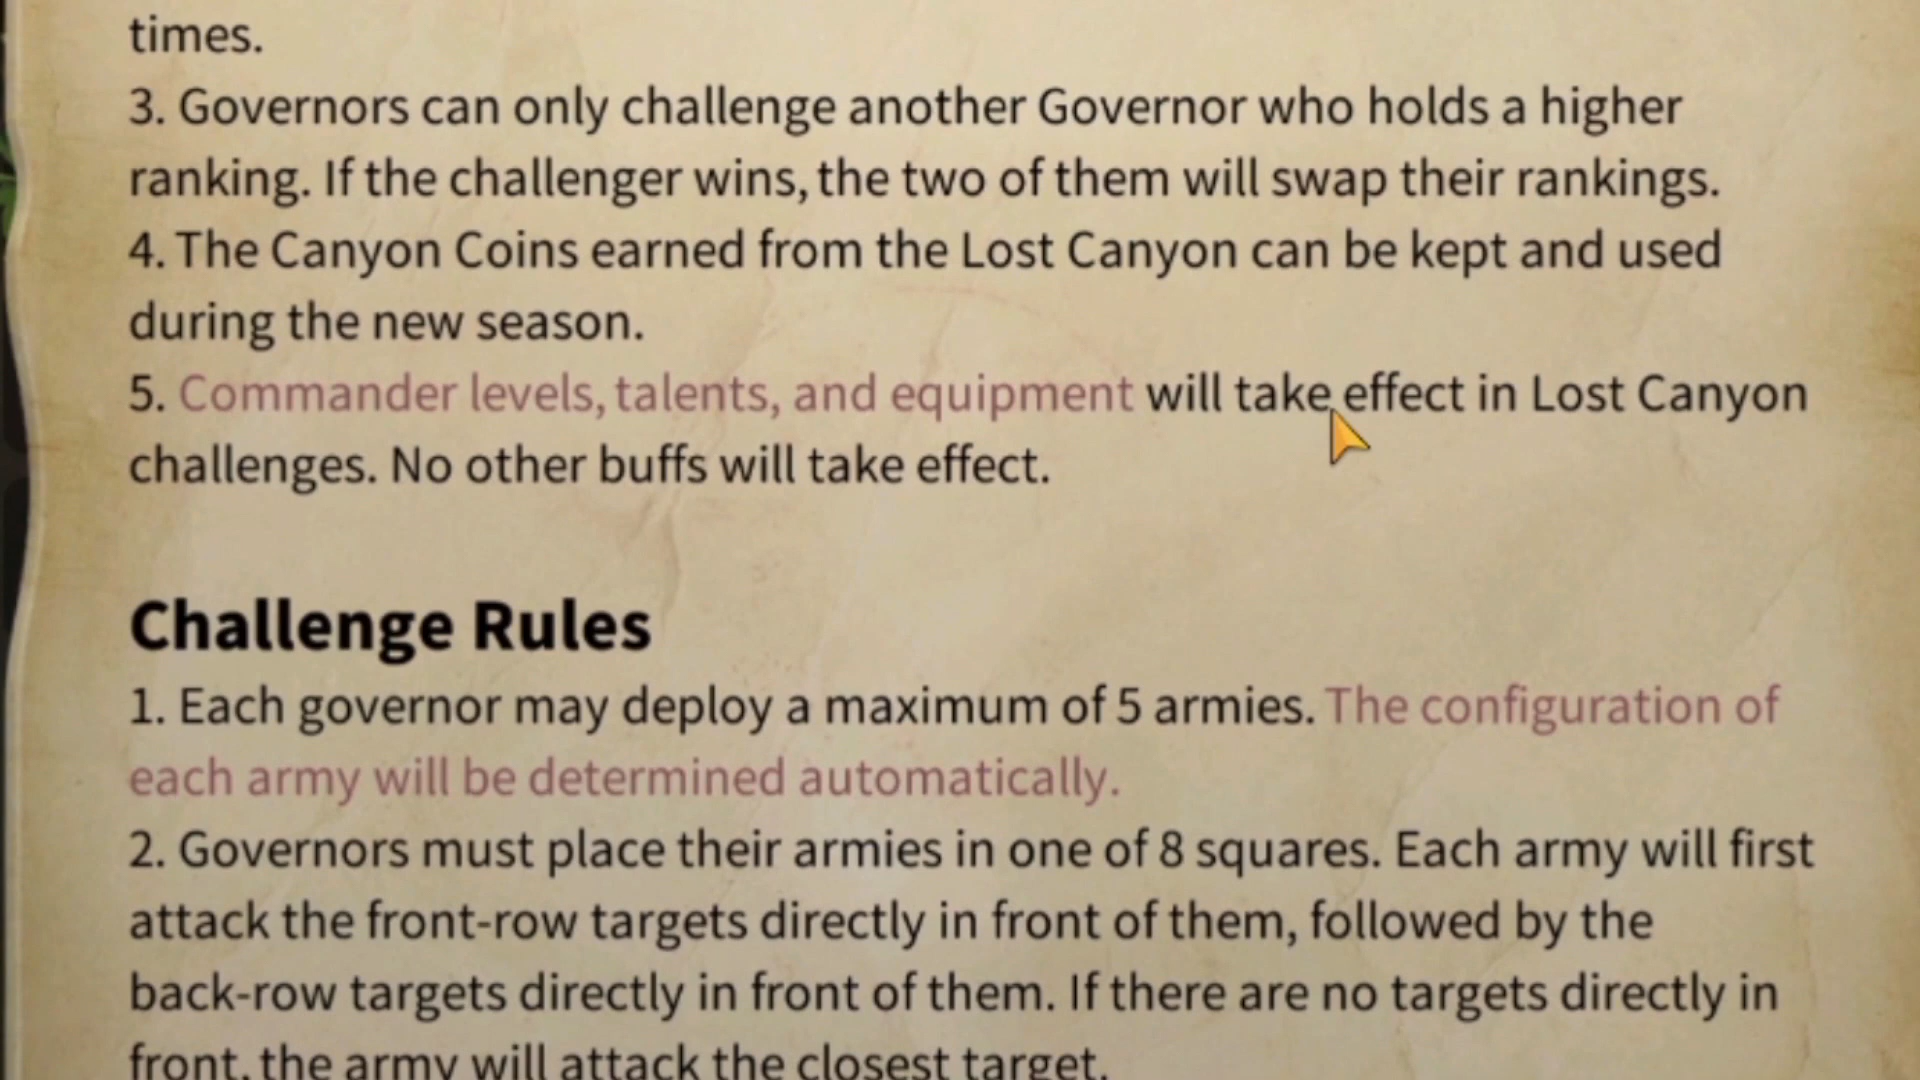 times.
3. Governors can only challenge another Governor who holds a higher
ranking. If the challenger wins, the two of them will swap their rankings.
4. The Canyon Coins earned from the Lost Canyon can be kept and used
during the new season.
5. Commander levels, talents, and equipment will take effect in Lost Canyon
challenges. No other buffs will take effect.
Challenge Rules
1. Each governor may deploy a maximum of 5 armies. The configuration of
each army will be determined automatically.
2. Governors must place their armies in one of 8 squares. Each army will first
attack the front-row targets directly in front of them, followed by the
back-row targets directly in front of them. If there are no targets directly in
front, the army will attack the closest target.